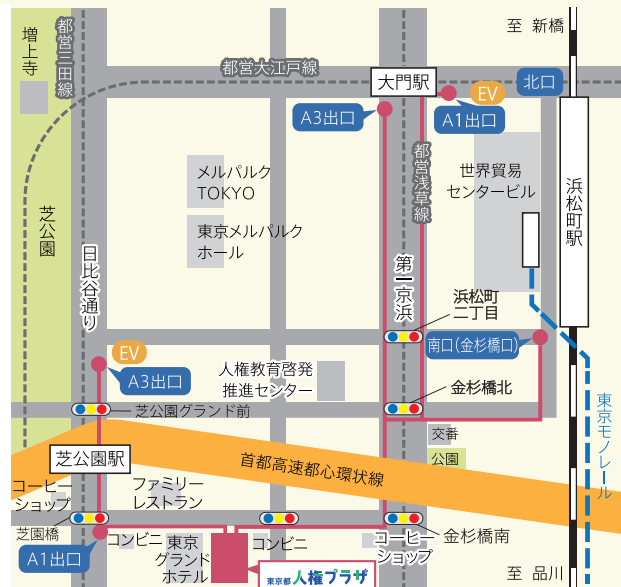 至 新橋
増上寺
都営三田線
都営大江戸線
大門駅
EV
北口
A3出口
A1出口
都営浅草線
世界貿易
センタービル
浜松町駅
メルパルク
TOKYO
東京メルパルク
ホール
芝公園
日比谷通り
第一京浜
浜松町
二丁目
南口(金杉橋口)
EV
A3出口
人権教育啓発
推進センター
金杉橋北
芝公園グランド前
東京モノレール
交番
公園
芝公園駅
首都高速都心環状線
コーヒー
ショップ
ファミリー
レストラン
芝園橋
A1出口
コンビニ
東京
グランド
ホテル
コンビニ
コーヒー
ショップ
金杉橋南
東京都 人権プラザ
至 品川